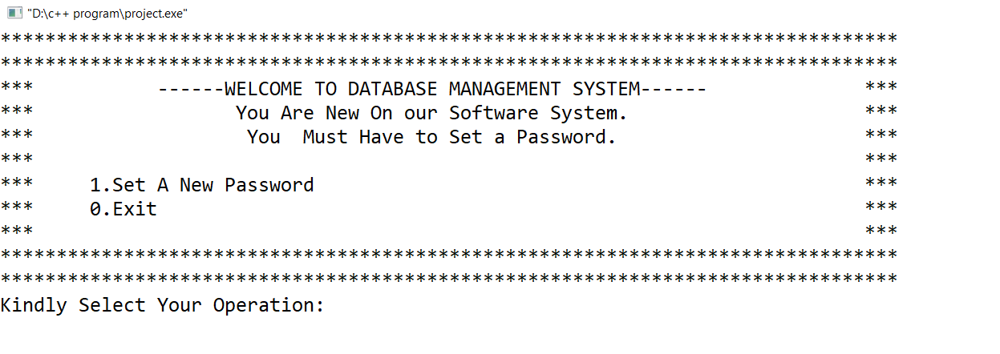 "D:\c++ program\project.exe"
********************************************************************************
********************************************************************************
***           ------WELCOME TO DATABASE MANAGEMENT SYSTEM------              ***
***                  You Are New On our Software System.                     ***
***                   You  Must Have to Set a Password.                      ***
***                                                                          ***
***     1.Set A New Password                                                 ***
***     0.Exit                                                               ***
***                                                                          ***
********************************************************************************
********************************************************************************
Kindly Select Your Operation: